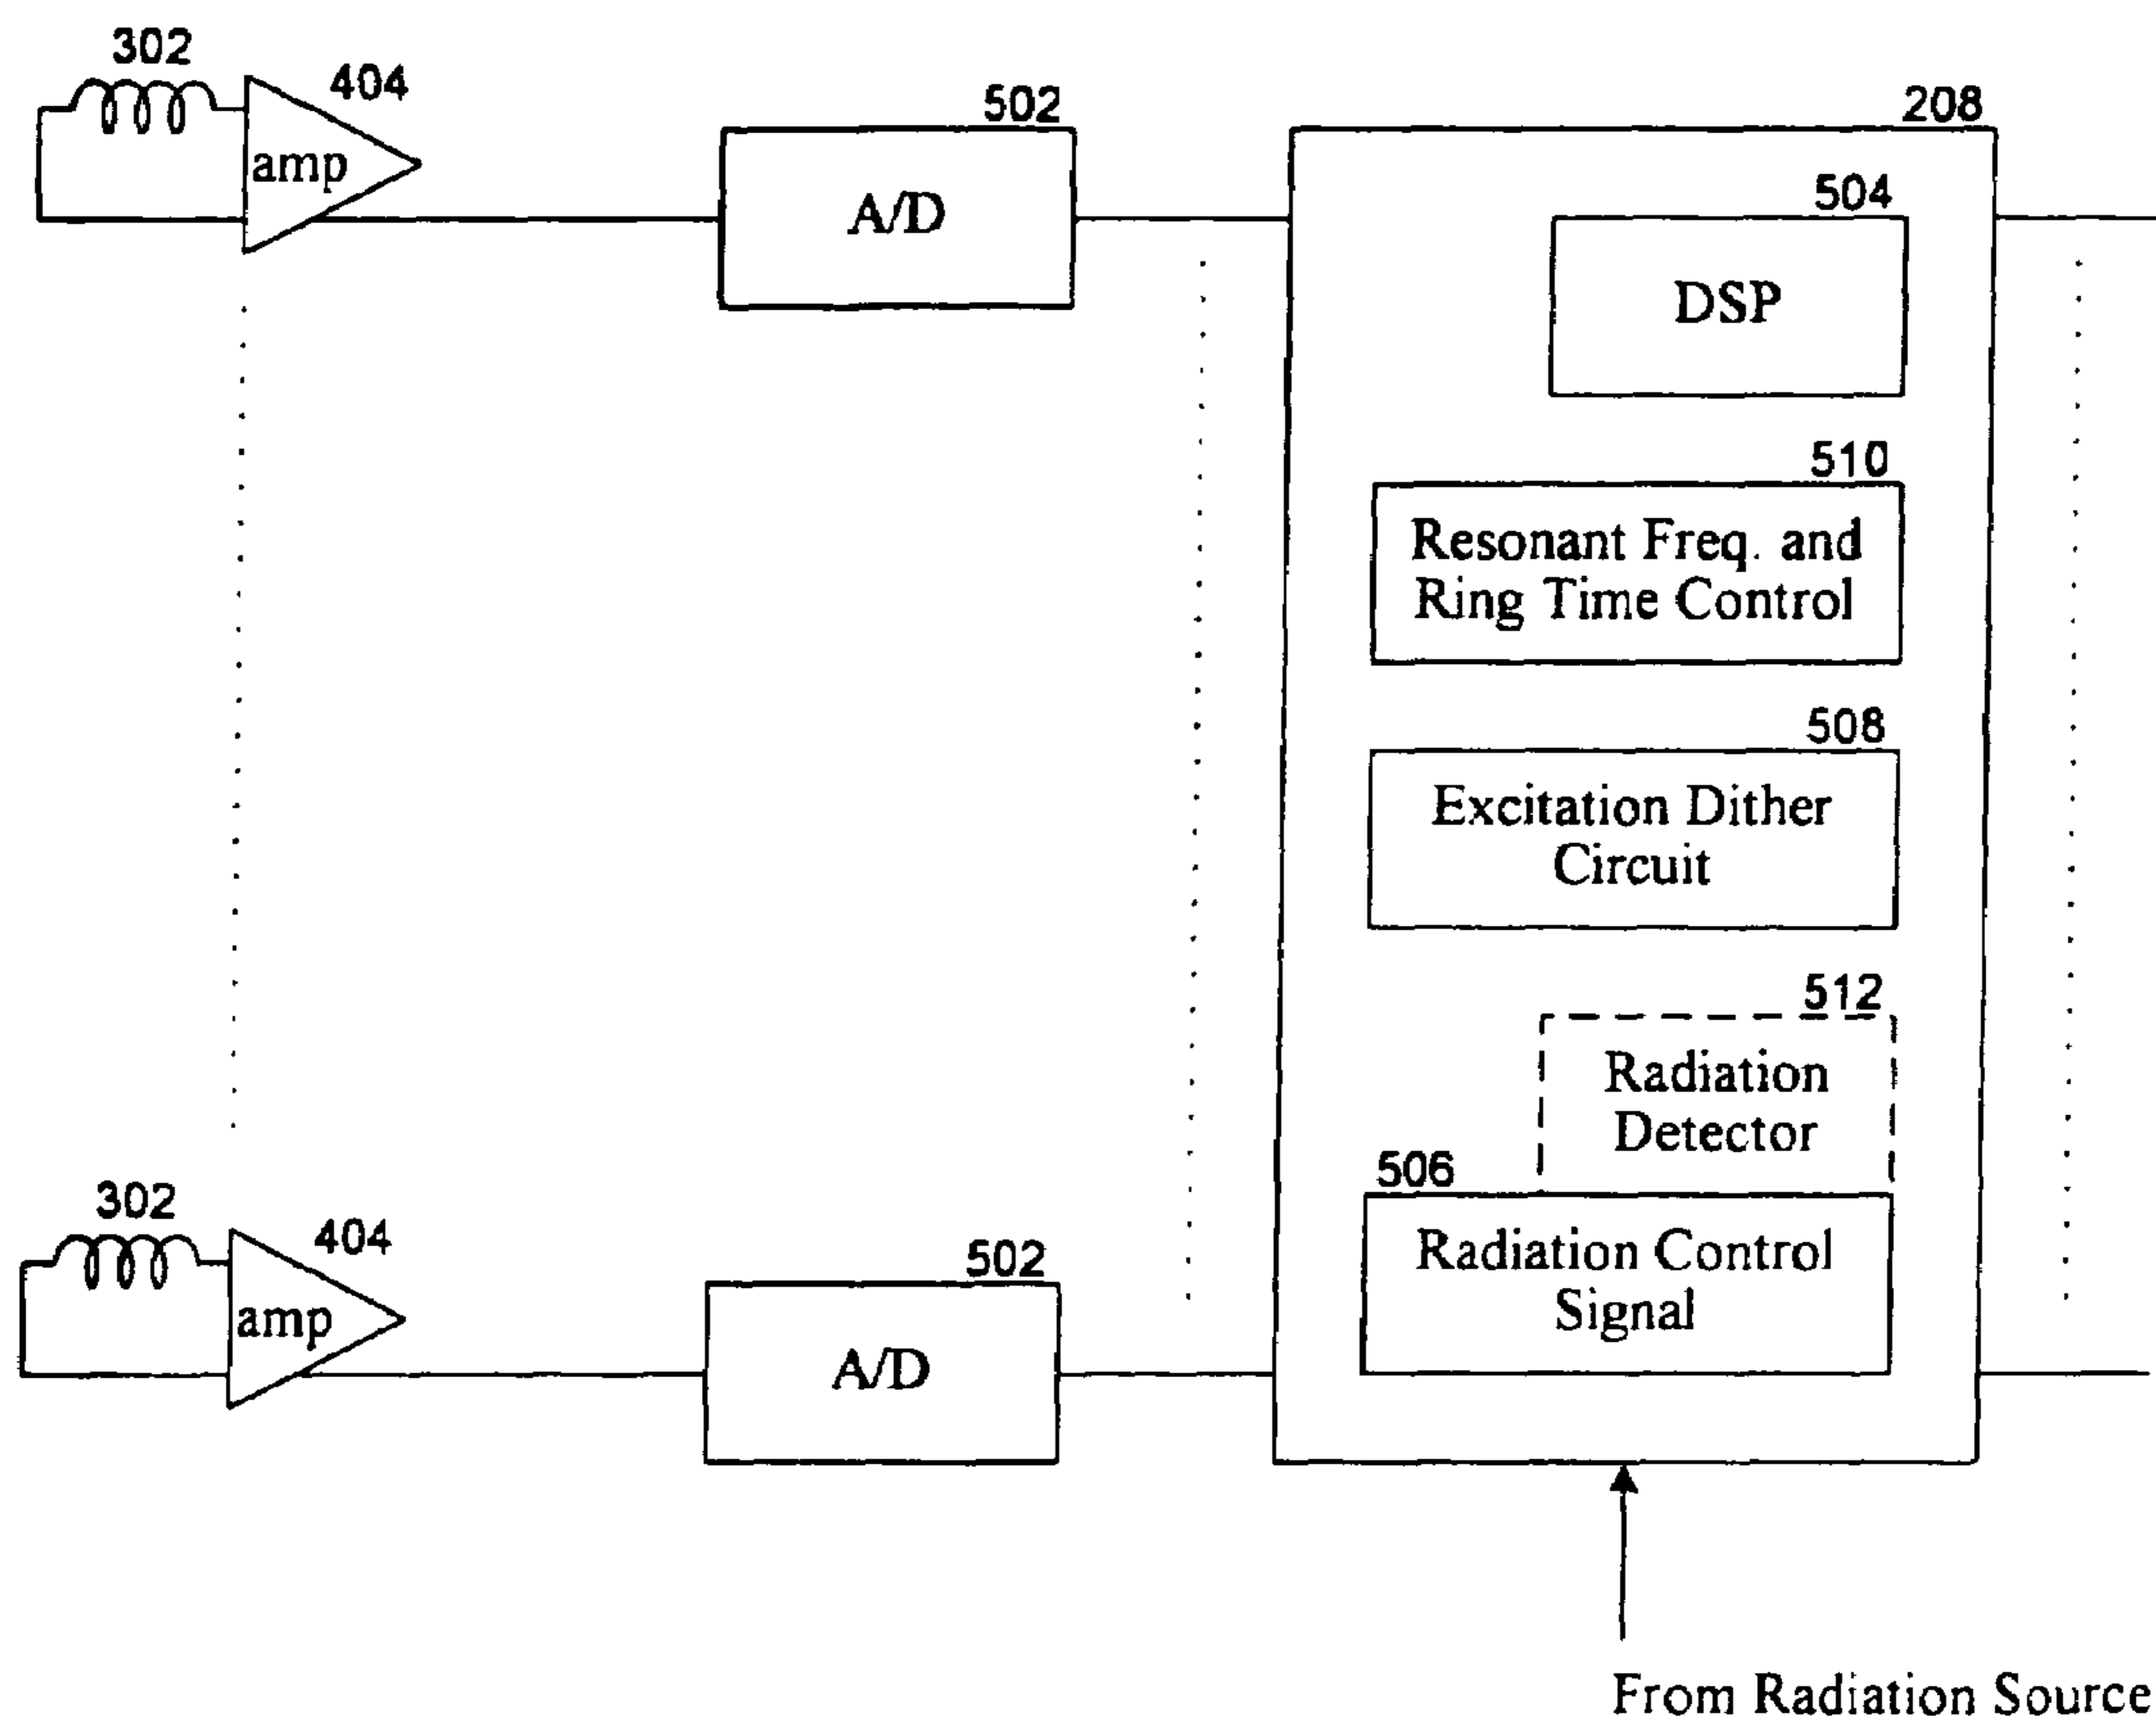 302
404
amp
502
A/D
208
504
DSP
510
Resonant Freq. and
Ring Time Control
508
Excitation Dither
Circuit
512
Radiation
Detector
506
Radiation Control
Signal
302
404
amp
502
A/D
From Radiation Source